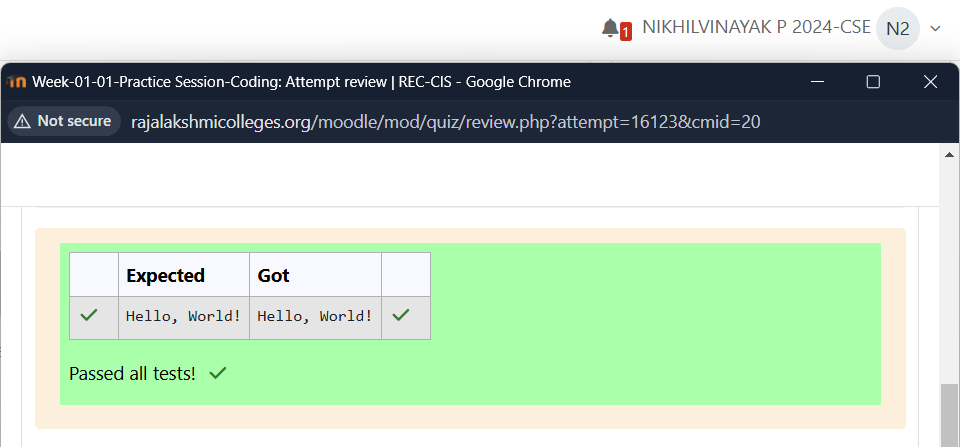 1 NIKHILVINAYAK P 2024-CSE N2
in Week-01-01-Practice Session-Coding: Attempt review | REC-CIS - Google Chrome
Not secure rajalakshmicolleges.org/moodle/mod/quiz/review.php?attempt=16123&cmid=20
Expected Got
Hello, World! Hello, World!
Passed all tests!